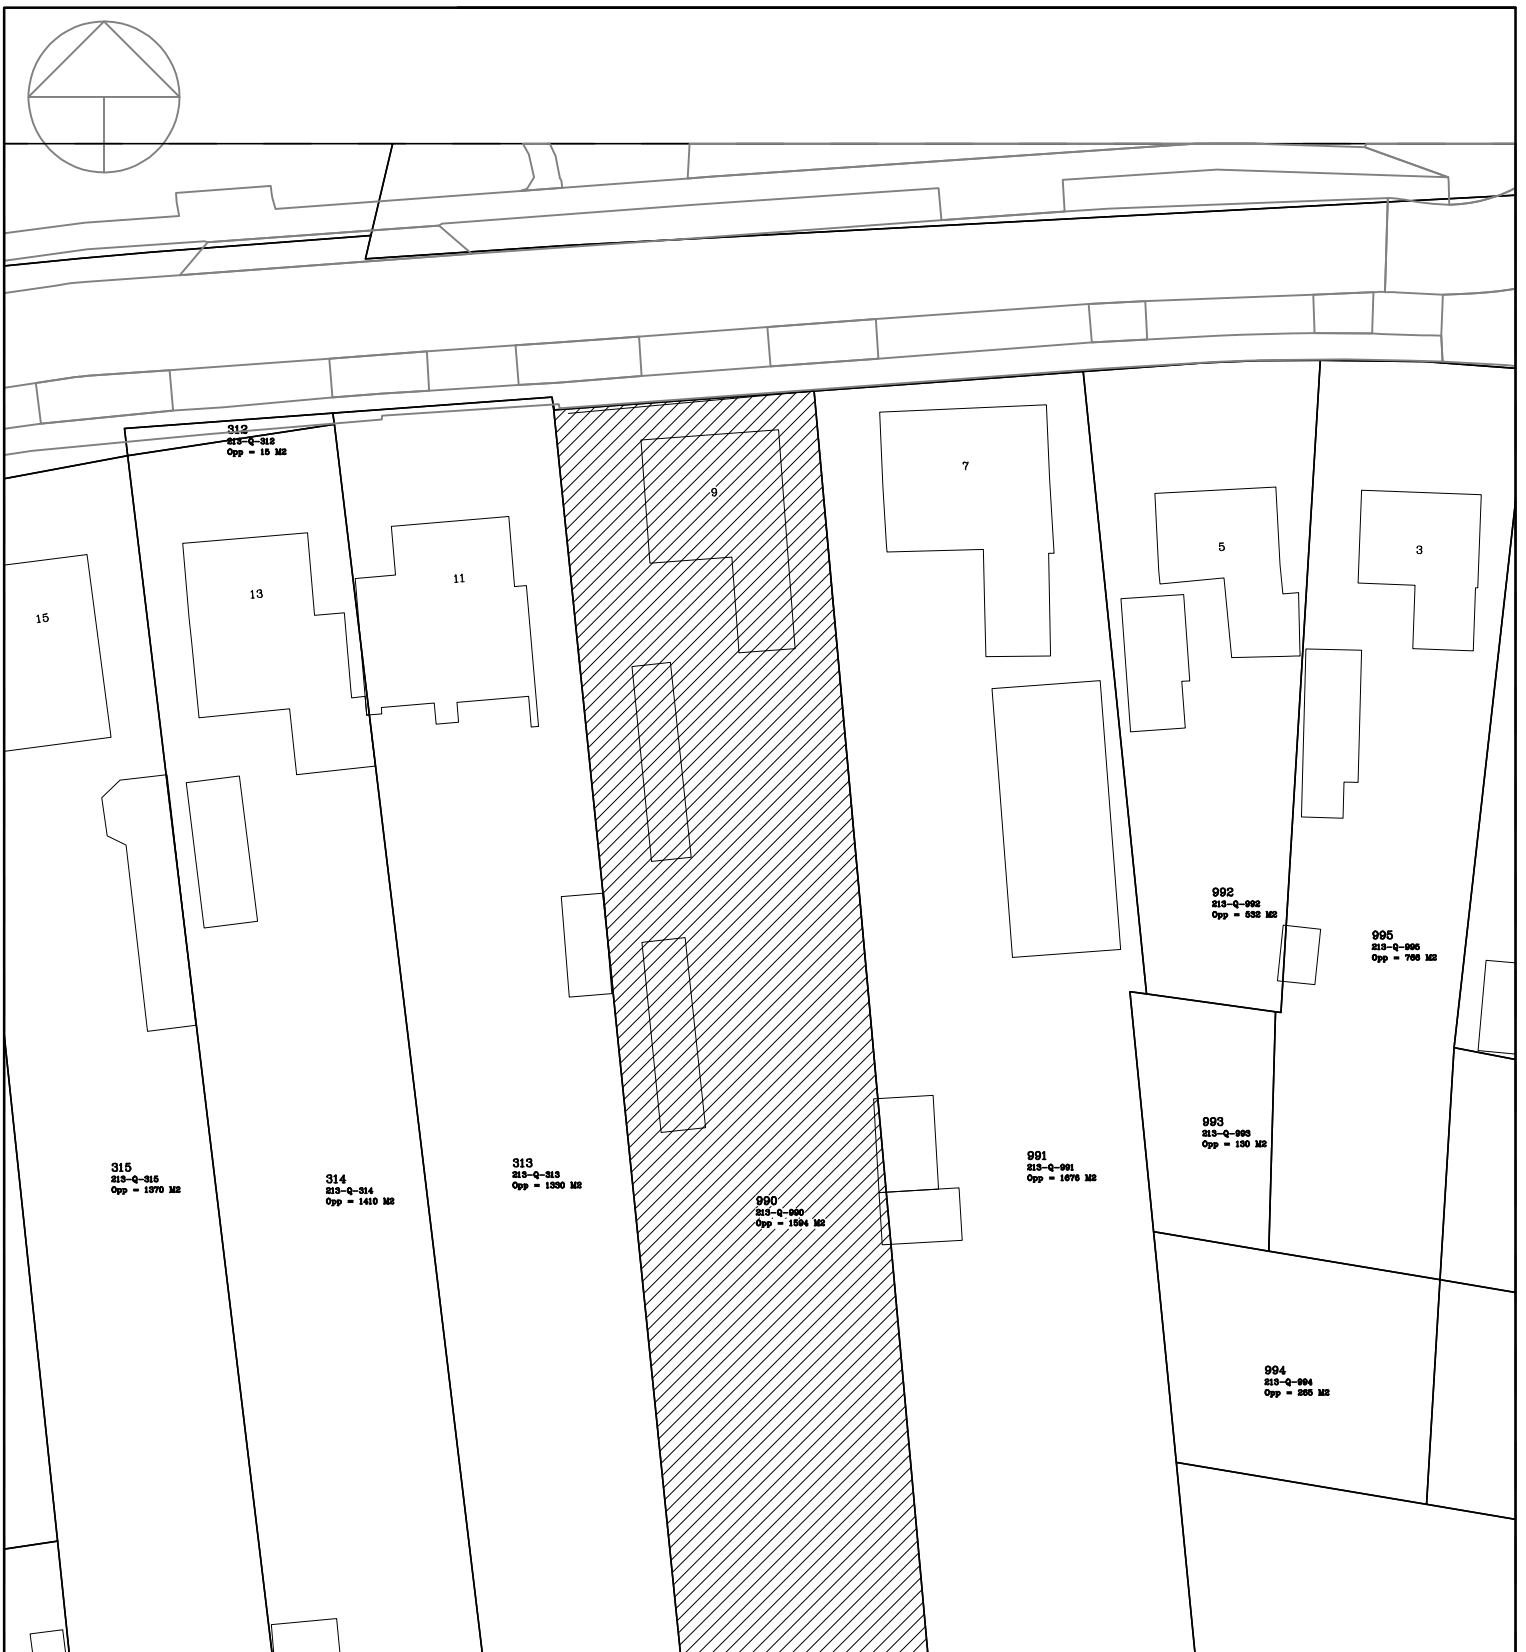 312
213-Q-312
Opp = 15 M2
7
9
5
3
11
13
15
992
213-Q-992
Opp = 532 M2
995
213-Q-995
Opp = 766 M2
993
213-Q-993
Opp = 130 M2
313
213-Q-313
Opp = 1330 M2
991
213-Q-991
Opp = 1676 M2
315
213-Q-315
Opp = 1370 M2
314
213-Q-314
Opp = 1410 M2
990
213-Q-990
Opp = 1594 M2
994
213-Q-994
Opp = 265 M2